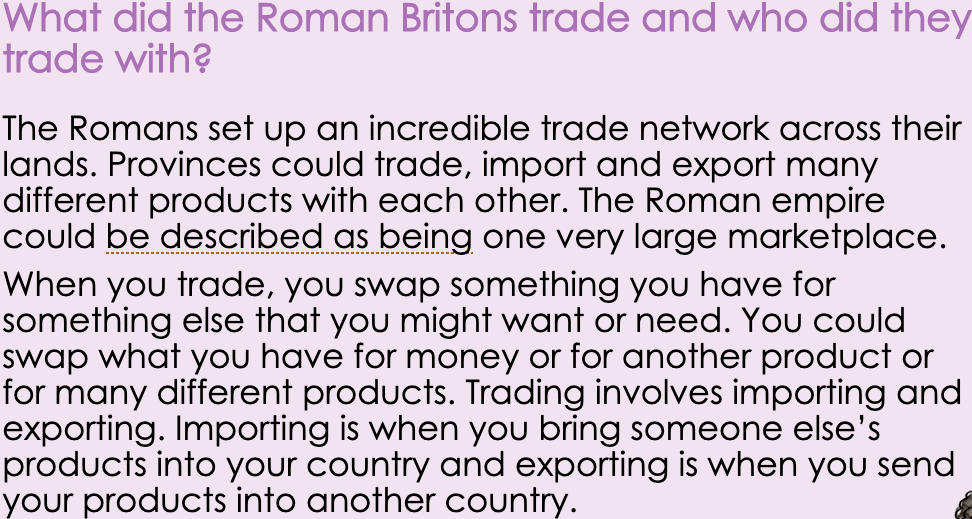 What did the Roman Britons trade and who did they
trade with?
The Romans set up an incredible trade network across their
lands. Provinces could trade, import and export many
different products with each other. The Roman empire
could be described as being one very large marketplace.
When you trade, you swap something you have for
something else that you might want or need. You could
swap what you have for money or for another product or
for many different products. Trading involves importing and
exporting. Importing is when you bring someone else’s
products into your country and exporting is when you send
your products into another country.